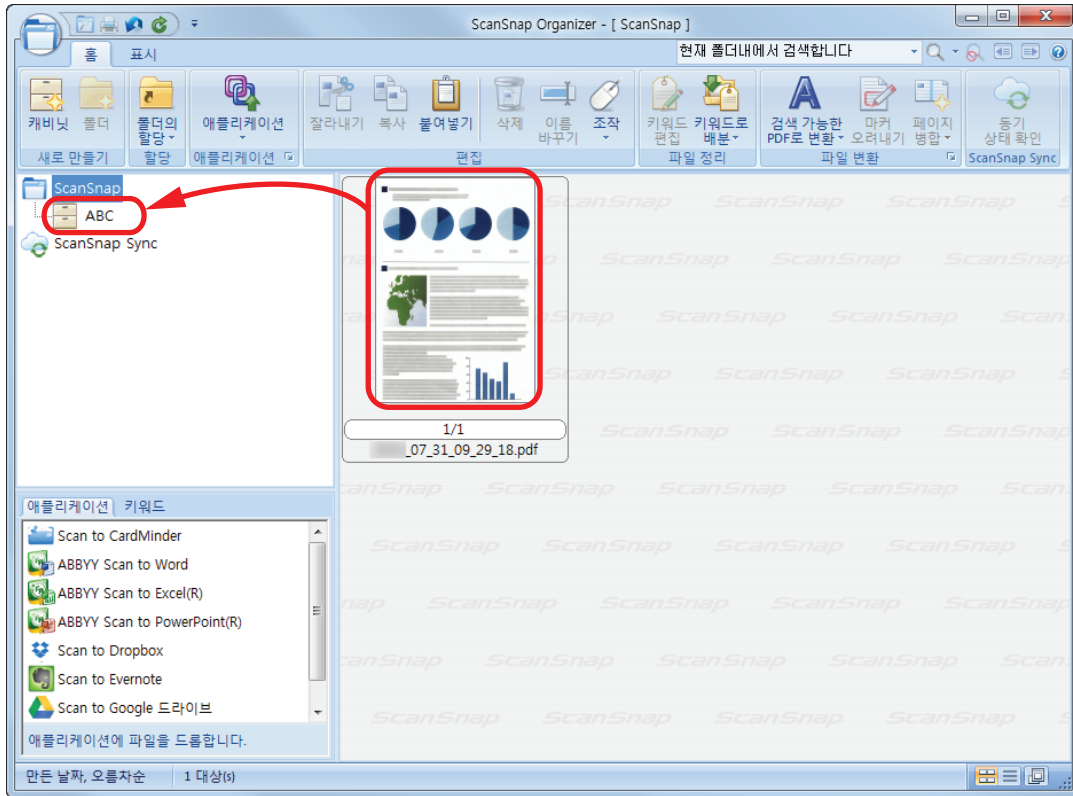 ScanSnap Organizer - [ ScanSnap ]
홈 표시
현재 폴더내에서 검색합니다
캐비닛 폴더 폴더의 할당 애플리케이션 잘라내기 복사 붙여넣기 삭제 이름 바꾸기 조작 키워드 편집 키워드로 배분 검색 가능한 PDF로 변환 마커 오려내기 페이지 병합 동기 상태 확인
새로 만들기 할당 애플리케이션 편집 파일 정리 파일 변환 ScanSnap Sync
ScanSnap
ABC
ScanSnap Sync
1/1
_07_31_09_29_18.pdf
애플리케이션 키워드
Scan to CardMinder
ABBYY Scan to Word
ABBYY Scan to Excel(R)
ABBYY Scan to PowerPoint(R)
Scan to Dropbox
Scan to Evernote
Scan to Google 드라이브
애플리케이션에 파일을 드롭합니다.
만든 날짜, 오름차순 1 대상(s)